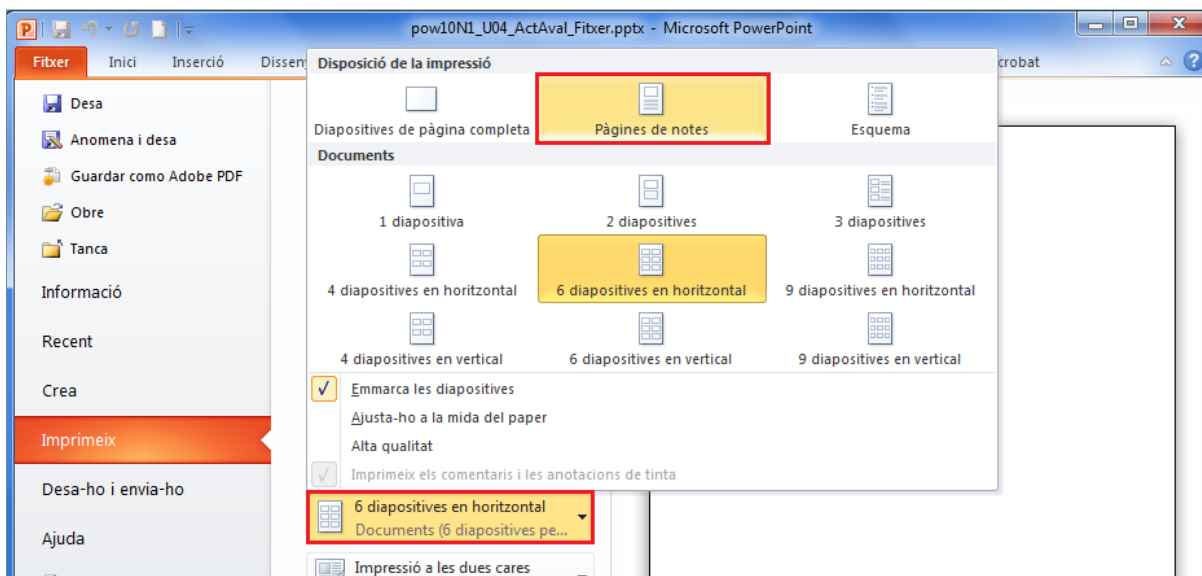 pow10N1_U04_ActAval_Fitxer.pptx - Microsoft PowerPoint
Fitxer Inici Inserció Dissen crobat
Desa
Anomena i desa
Guardar como Adobe PDF
Obre
Tanca
Informació
Recent
Crea
Imprimeix
Desa-ho i envia-ho
Ajuda
Disposició de la impressió
Diapositives de pàgina completa Pàgines de notes Esquema
Documents
1 diapositiva 2 diapositives 3 diapositives
4 diapositives en horitzontal 6 diapositives en horitzontal 9 diapositives en horitzontal
4 diapositives en vertical 6 diapositives en vertical 9 diapositives en vertical
Emmarca les diapositives
Ajusta-ho a la mida del paper
Alta qualitat
Imprimeix els comentaris i les anotacions de tinta
6 diapositives en horitzontal
Documents (6 diapositives pe...
Impressió a les dues cares